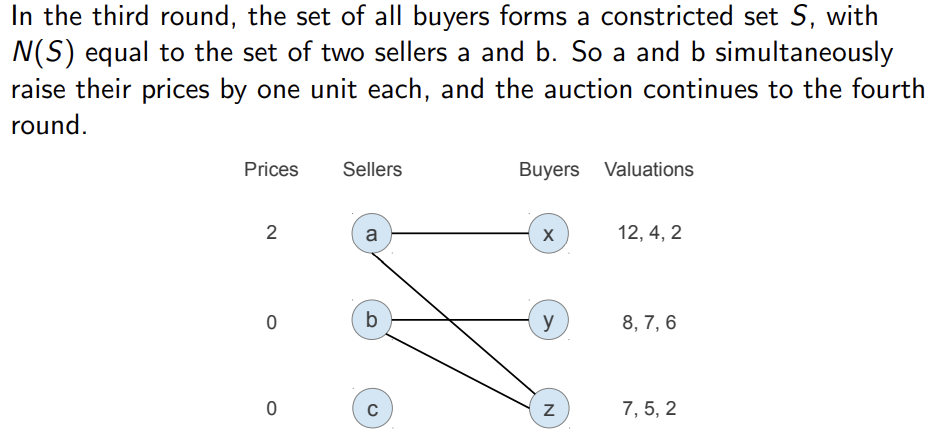 In the third round, the set of all buyers forms a constricted set S, with
N(S) equal to the set of two sellers a and b. So a and b simultaneously
raise their prices by one unit each, and the auction continues to the fourth
round.
Prices Sellers Buyers Valuations
2 a x 12, 4, 2
0 b y 8, 7, 6
0 c z 7, 5, 2